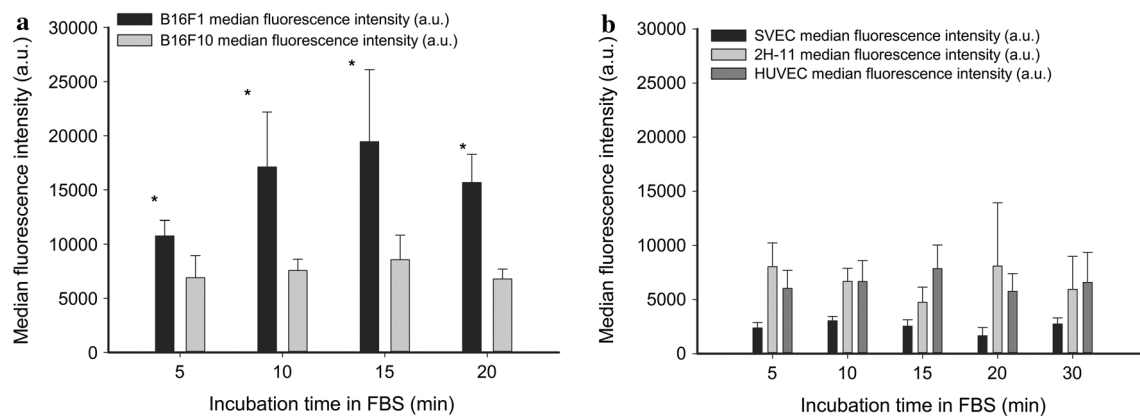 a
B16F1 median fluorescence intensity (a.u.)
B16F10 median fluorescence intensity (a.u.)
Median fluorescence intensity (a.u.)
30000
25000
20000
15000
10000
5000
0
*
*
*
*
5 10 15 20
Incubation time in FBS (min)
b
SVEC median fluorescence intensity (a.u.)
2H-11 median fluorescence intensity (a.u.)
HUVEC median fluorescence intensity (a.u.)
Median fluorescence intensity (a.u.)
30000
25000
20000
15000
10000
5000
0
5 10 15 20 30
Incubation time in FBS (min)